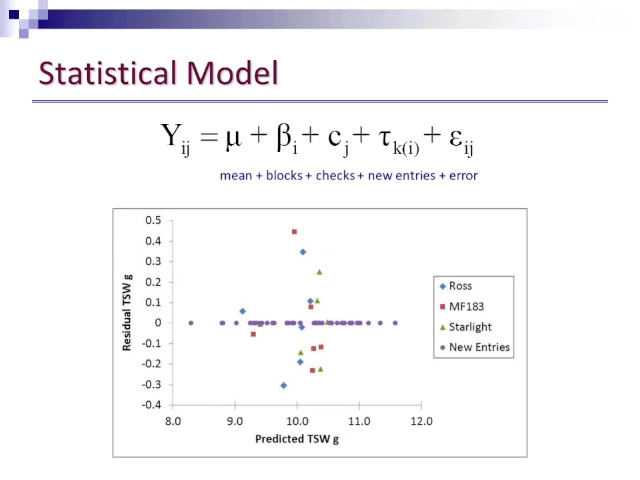 Statistical Model
Yij = μ + βi + cj + τk(i) + εij
mean + blocks + checks + new entries + error
0.5
0.4
0.3
0.2
0.1
0
-0.1
-0.2
-0.3
-0.4
Residual TSW g
8.0 9.0 10.0 11.0 12.0
Predicted TSW g
Ross
MF183
Starlight
New Entries